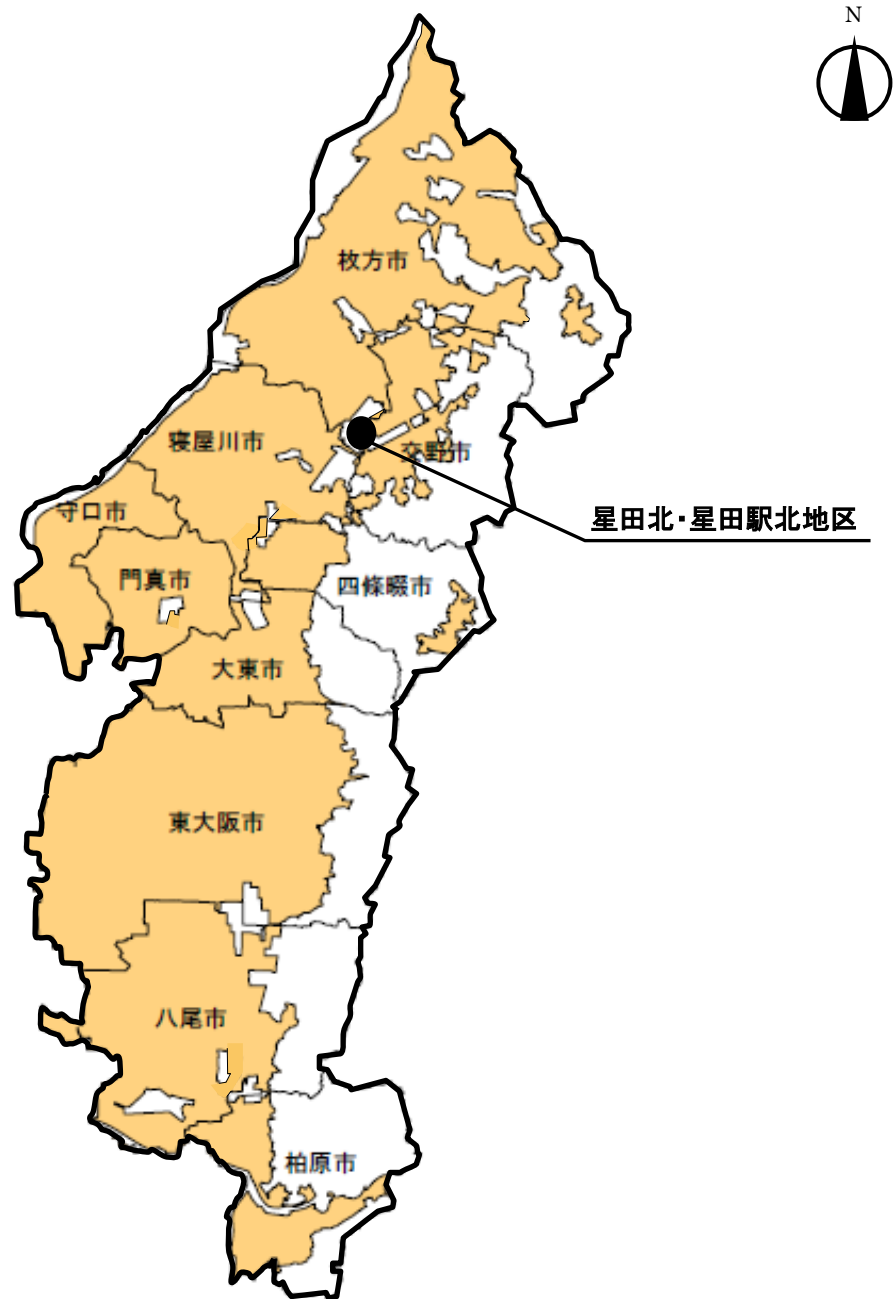 N
枚方市
寝屋川市
交野市
守口市
星田北・星田駅北地区
門真市
四條畷市
大東市
東大阪市
八尾市
柏原市